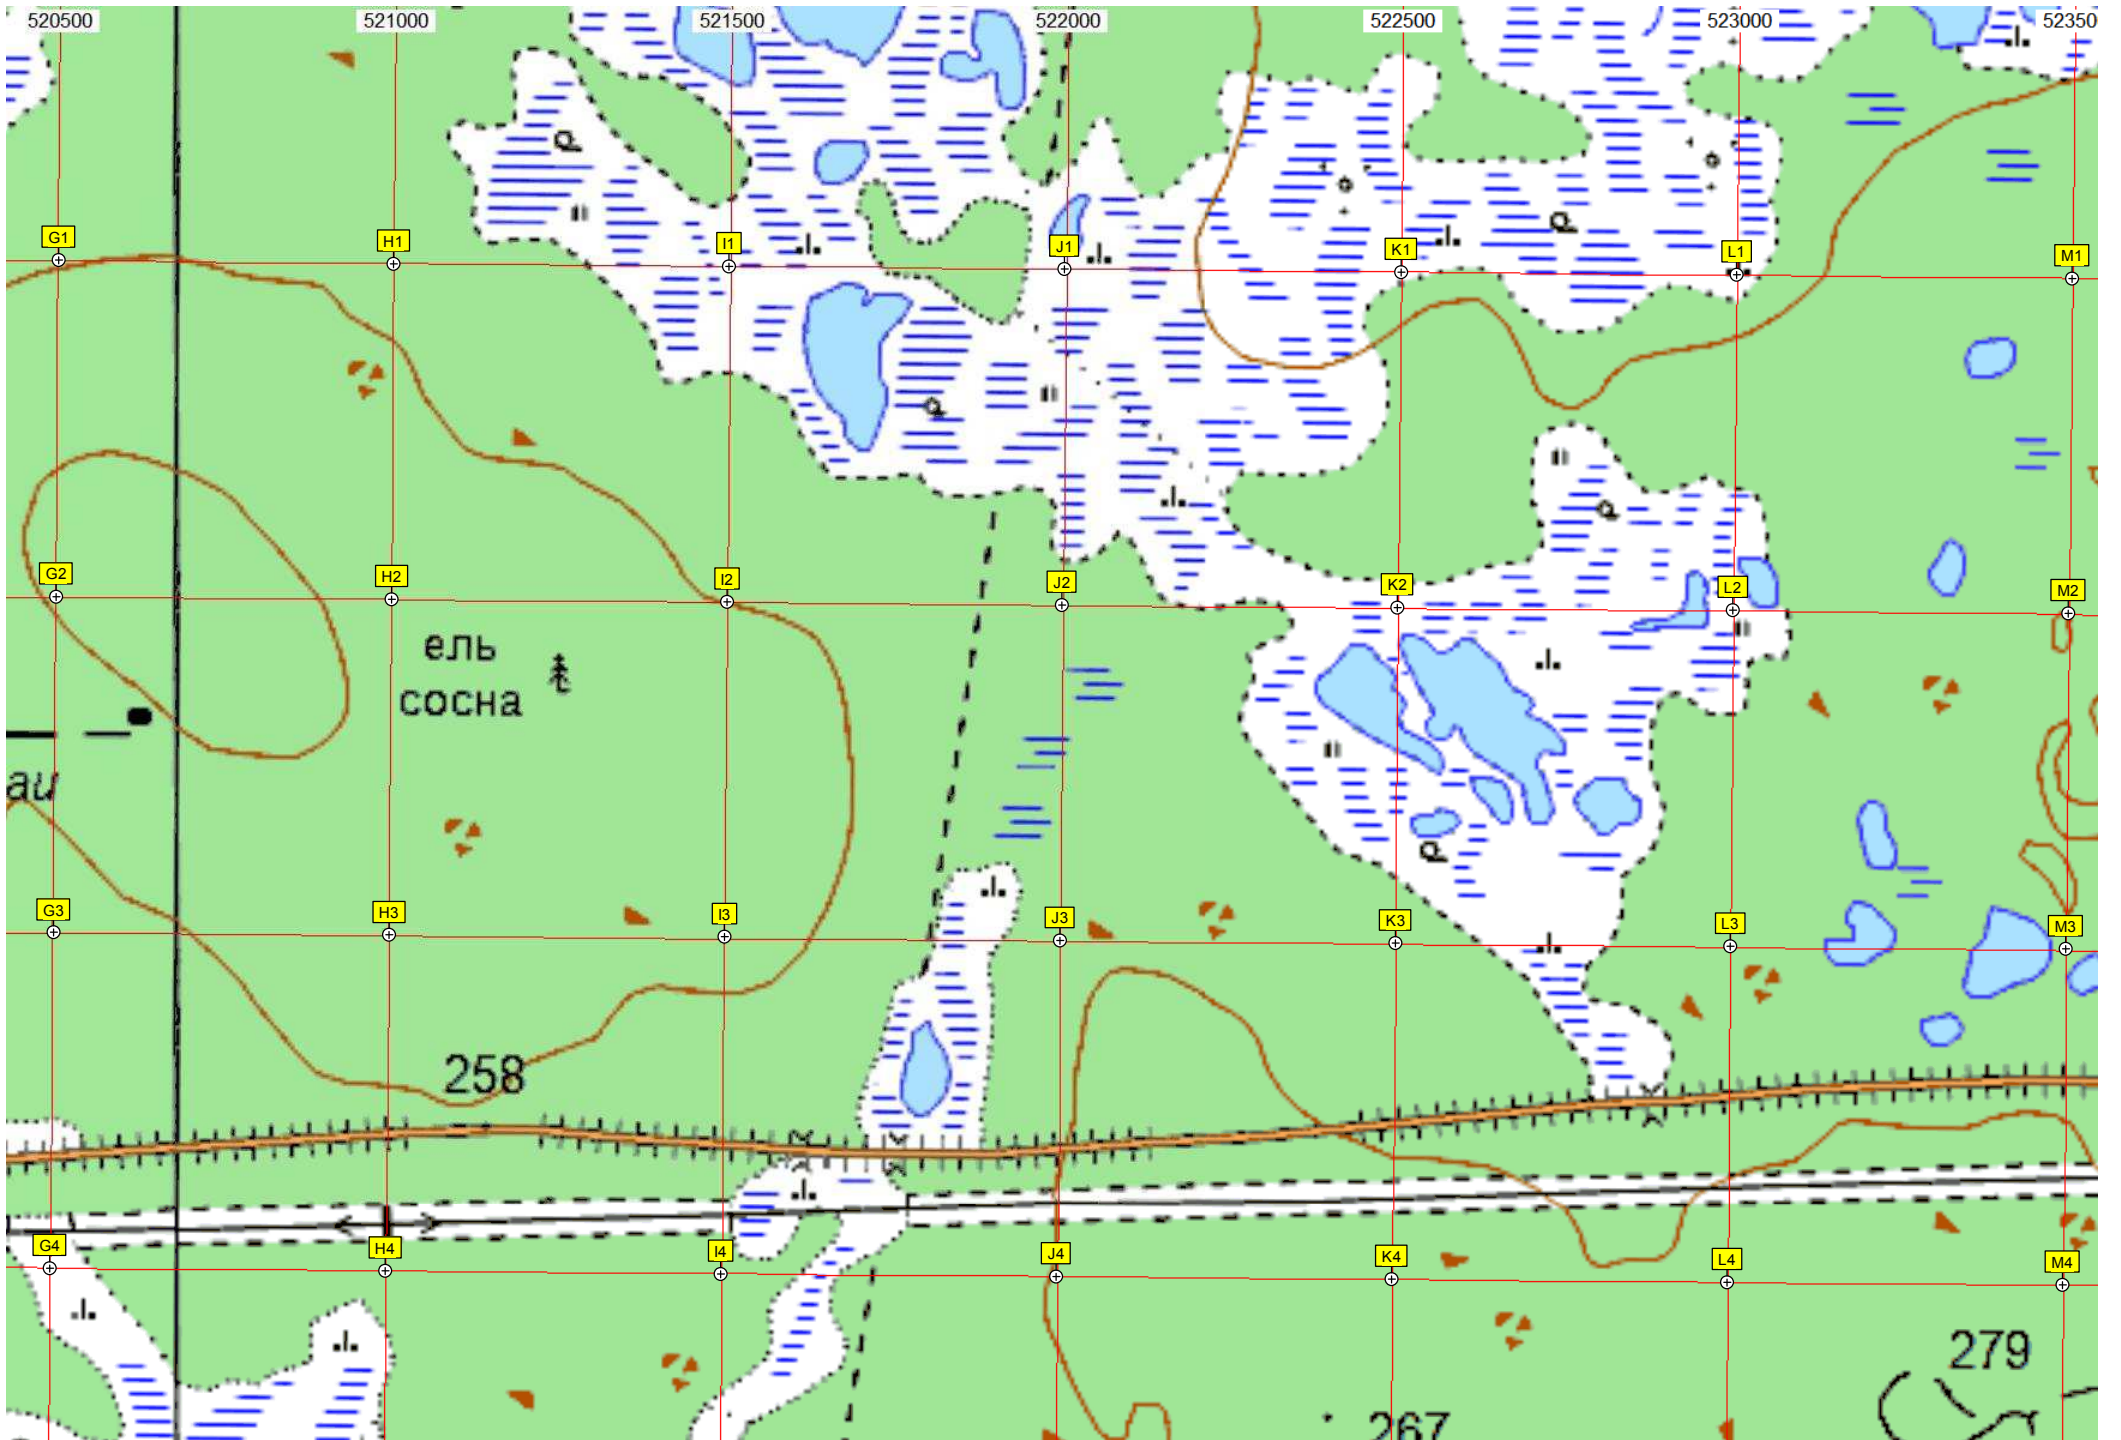 520500 521000 521500 522000 522500 523000 52350
G1 H1 I1 J1 K1 L1 M1
G2 H2 I2 J2 K2 L2 M2
ель
сосна
аи
G3 H3 I3 J3 K3 L3 M3
258
G4 H4 I4 J4 K4 L4 M4
279
267